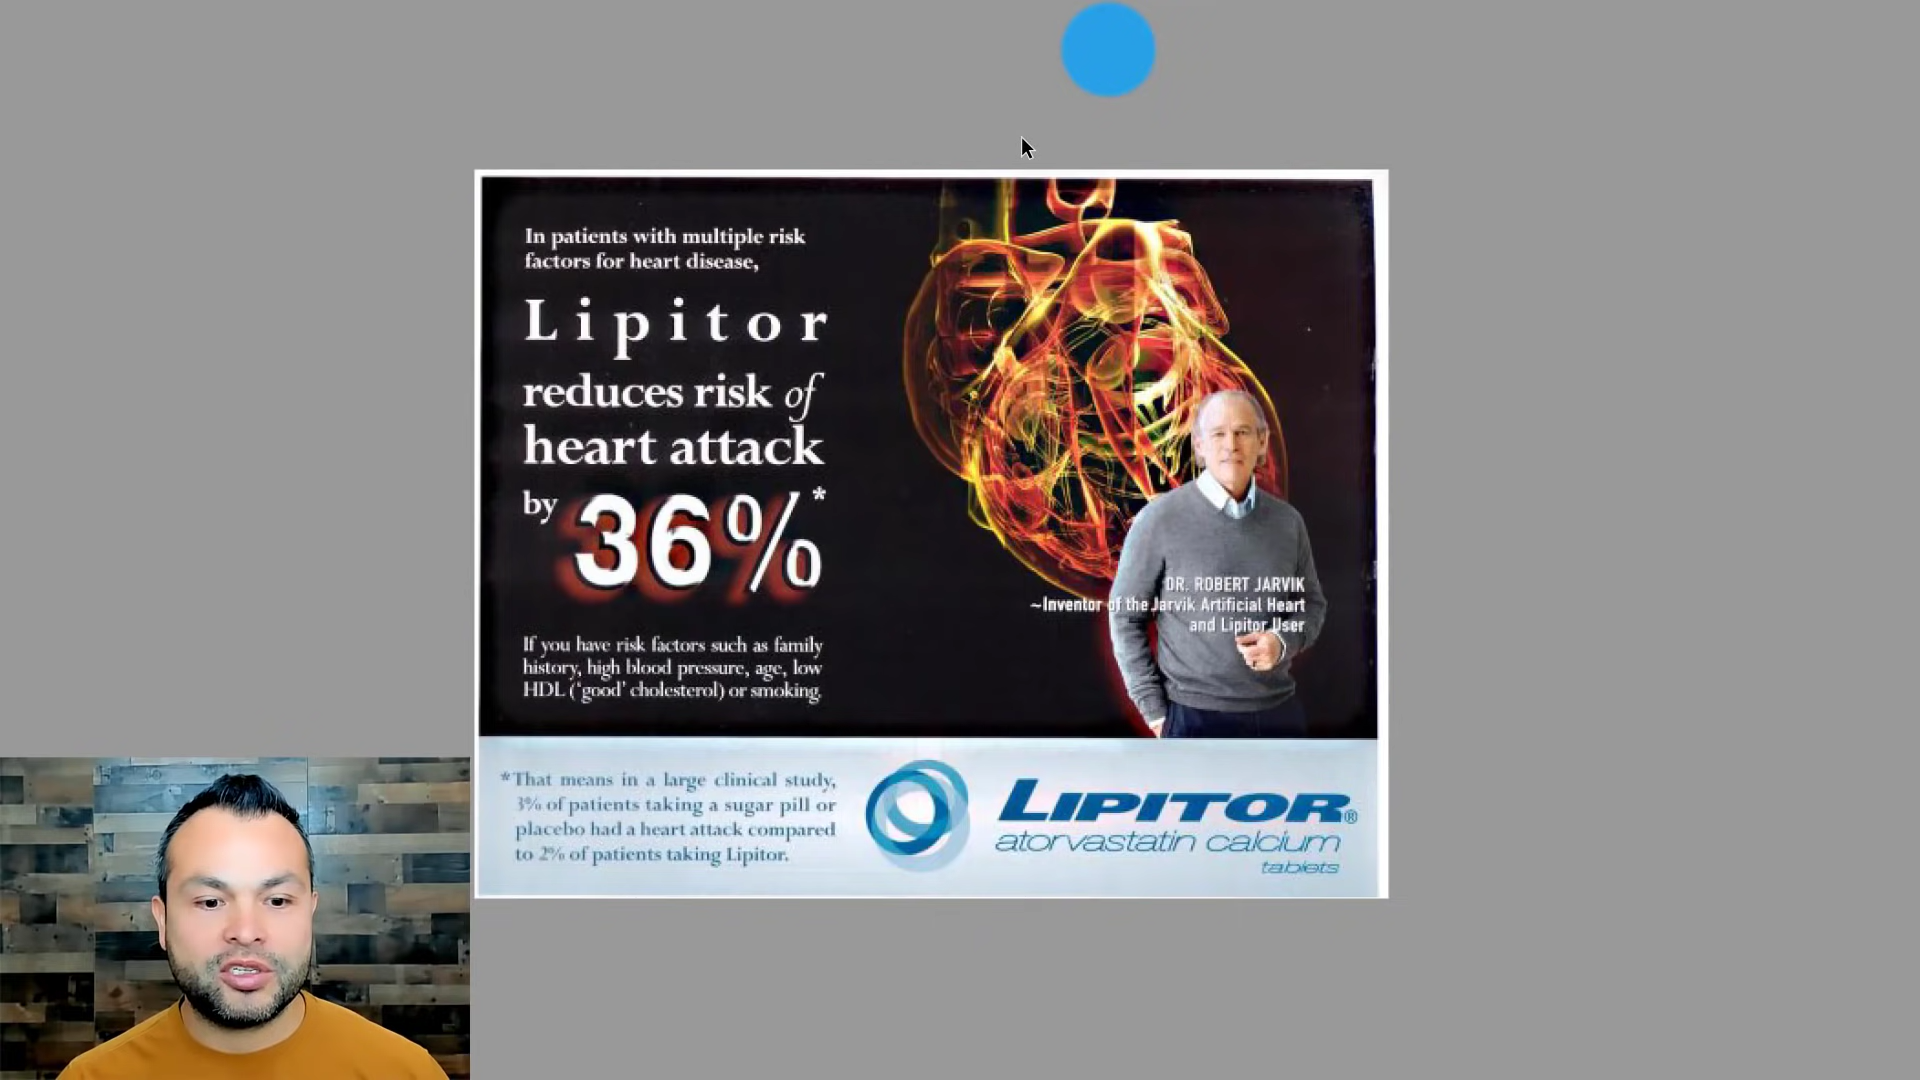 In patients with multiple risk
factors for heart disease,
Lipitor
reduces risk of
heart attack
by 36%*
If you have risk factors such as family
history, high blood pressure, age, low
HDL ('good' cholesterol) or smoking.
DR. ROBERT JARVIK
~Inventor of the Jarvik Artificial Heart
and Lipitor User
*That means in a large clinical study,
3% of patients taking a sugar pill or
placebo had a heart attack compared
to 2% of patients taking Lipitor.
LIPITOR®
atorvastatin calcium
tablets